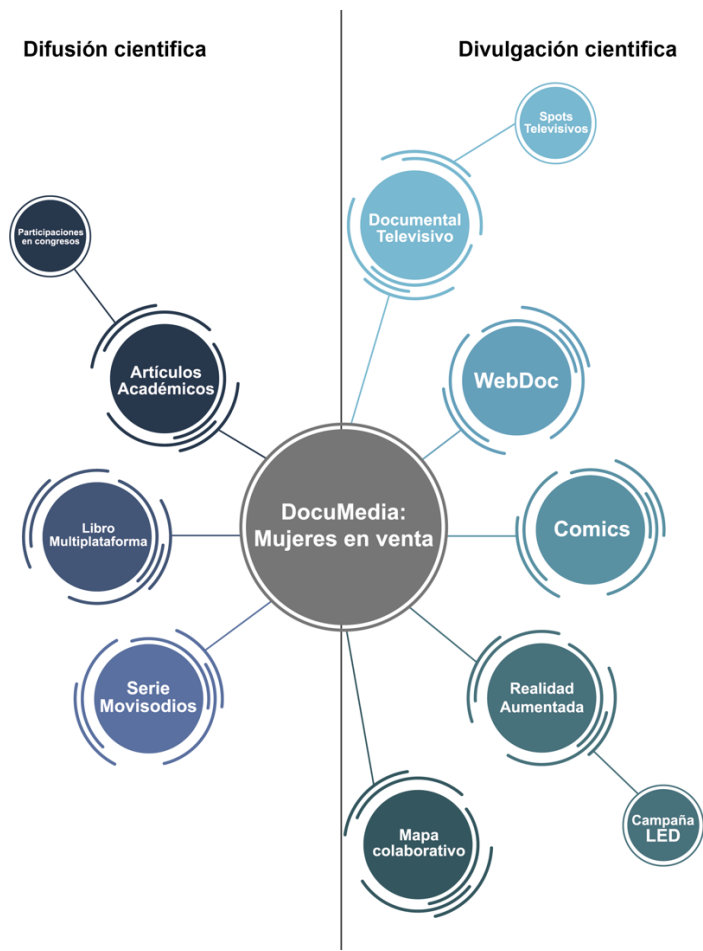 Difusión cientifica
Divulgación cientifica
Spots
Televisivos
Documental
Televisivo
Participaciones
en congresos
Artículos
Académicos
WebDoc
DocuMedia:
Mujeres en venta
Libro
Multiplataforma
Comics
Serie
Movisodios
Realidad
Aumentada
Mapa
colaborativo
Campaña
LED